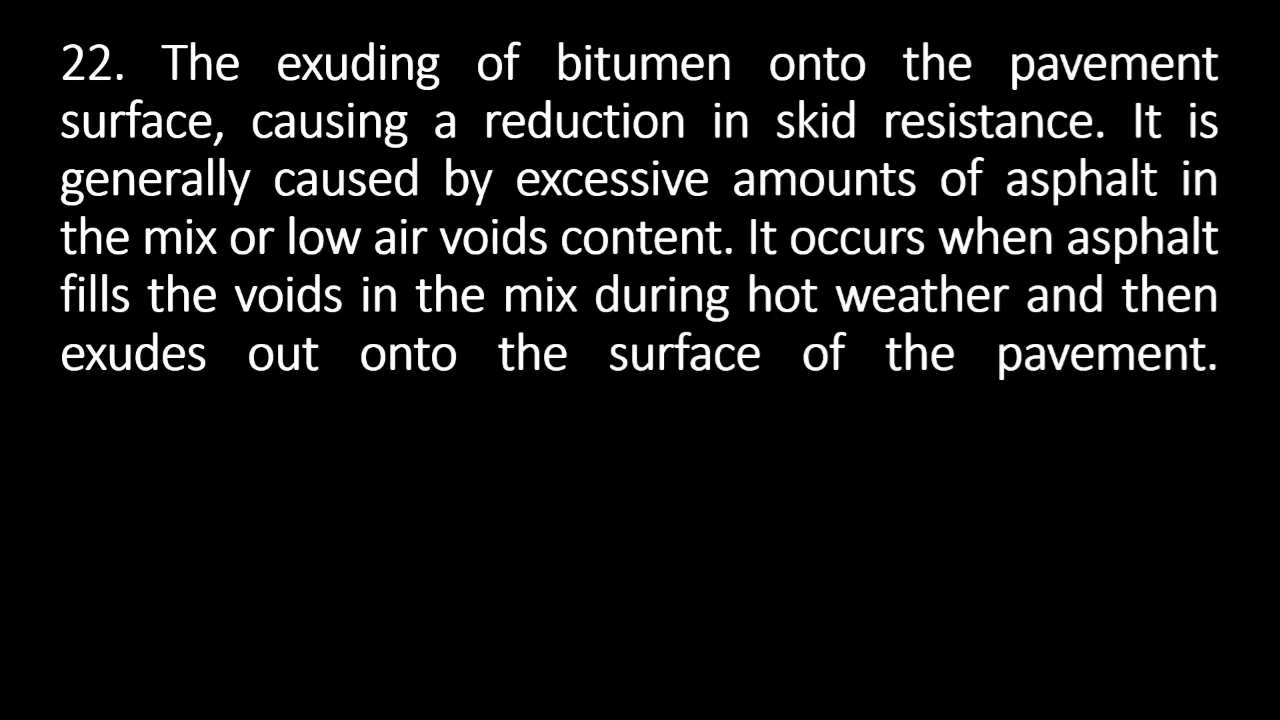 22. The exuding of bitumen onto the pavement
surface, causing a reduction in skid resistance. It is
generally caused by excessive amounts of asphalt in
the mix or low air voids content. It occurs when asphalt
fills the voids in the mix during hot weather and then
exudes out onto the surface of the pavement.